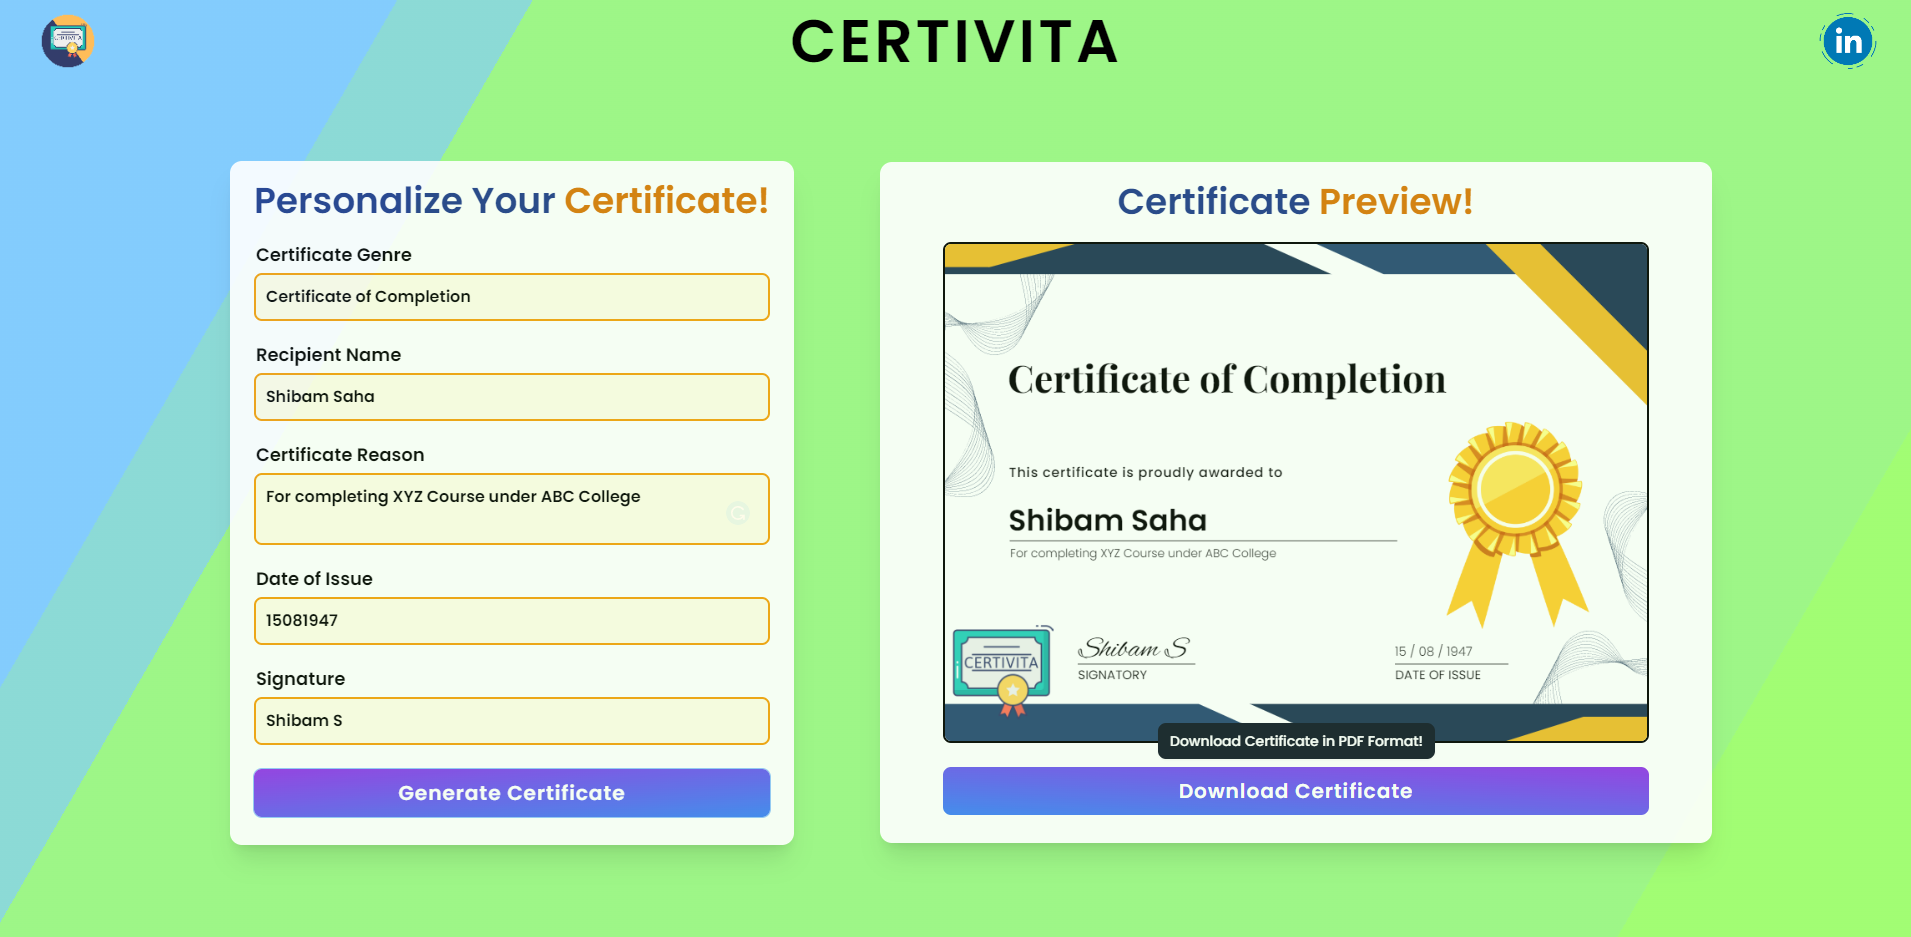 CERTIVITA
in
Personalize Your Certificate!
Certificate Genre
Certificate of Completion
Recipient Name
Shibam Saha
Certificate Reason
For completing XYZ Course under ABC College
Date of Issue
15081947
Signature
Shibam S
Generate Certificate
Certificate Preview!
Certificate of Completion
This certificate is proudly awarded to
Shibam Saha
For completing XYZ Course under ABC College
CERTIVITA
Shibam S
SIGNATORY
15 / 08 / 1947
DATE OF ISSUE
Download Certificate in PDF Format!
Download Certificate